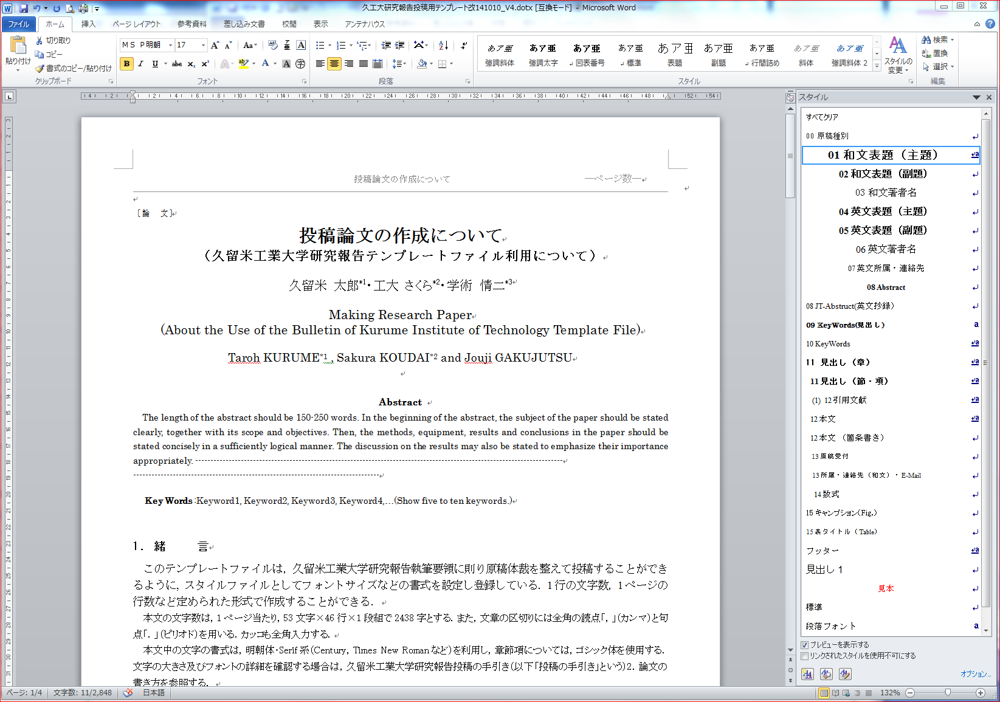 久工大研究報告投稿用テンプレート改141010_V4.dotx [互換モード] - Microsoft Word
ファイル ホーム 挿入 ページ レイアウト 参考資料 差し込み文書 校閲 表示 アンテナハウス
貼り付け 切り取り コピー 書式のコピー/貼り付け
ＭＳ Ｐ明朝 17
B I U abc x₂ x²
あア亜 あア亜 あア亜 あア亜 あア亜 あア亜 あア亜 あア亜 あア亜
強調斜体 強調太字 ↲図表番号 ↲標準 表題 副題 ↲行間詰め 斜体 強調斜体 2
スタイルの変更 検索 置換 選択
クリップボード フォント 段落 スタイル 編集
投稿論文の作成について ―ページ数―
〔論　文〕
投稿論文の作成について
（久留米工業大学研究報告テンプレートファイル利用について）
久留米 太郎*1・工大 さくら*2・学術 情二*3
Making Research Paper
(About the Use of the Bulletin of Kurume Institute of Technology Template File)
Taroh KURUME*1 , Sakura KOUDAI*2 and Jouji GAKUJUTSU
Abstract
The length of the abstract should be 150-250 words. In the beginning of the abstract, the subject of the paper should be stated
clearly, together with its scope and objectives. Then, the methods, equipment, results and conclusions in the paper should be
stated concisely in a sufficiently logical manner. The discussion on the results may also be stated to emphasize their importance
appropriately. ------------------------------------------------------------
------------------------------------------------------------
Key Words :Keyword1, Keyword2, Keyword3, Keyword4,…(Show five to ten keywords.)
1. 緒　　言
このテンプレートファイルは，久留米工業大学研究報告執筆要領に則り原稿体裁を整えて投稿することができ
るように，スタイルファイルとしてフォントサイズなどの書式を設定し登録している．1行の文字数，1ページの
行数など定められた形式で作成することができる．
本文の文字数は，1ページ当たり，53文字×46行×1段組で2438字とする．また，文章の区切りには全角の読点「，」（カンマ）と句
点「．」（ピリオド）を用いる．カッコも全角入力する．
本文中の文字の書式は，明朝体・Serif系（Century，Times New Romanなど）を利用し，章節項については，ゴシック体を使用する．
文字の大きさ及びフォントの詳細を確認する場合は，久留米工業大学研究報告投稿の手引き（以下「投稿の手引き」という）2．論文の
書き方を参照する．
スタイル
すべてクリア
00 原稿種別
01 和文表題（主題）
02 和文表題（副題）
03 和文著者名
04 英文表題（主題）
05 英文表題（副題）
06 英文著者名
07 英文所属・連絡先
08 Abstract
08 JT-Abstruct(英文抄録)
09 KeyWords(見出し)
10 KeyWords
11 見出し（章）
11 見出し（節・項）
(1) 12 引用文献
12 本文
12 本文 （箇条書き）
13 原稿受付
13 所属・連絡先（和文）・E-Mail
14 数式
15 キャンプション(Fig.)
15 表タイトル（Table）
フッター
見出し 1
見本
標準
段落フォント
プレビューを表示する
リンクされたスタイルを使用不可にする
オプション...
ページ: 1/4 文字数: 11/2,848 日本語 132%